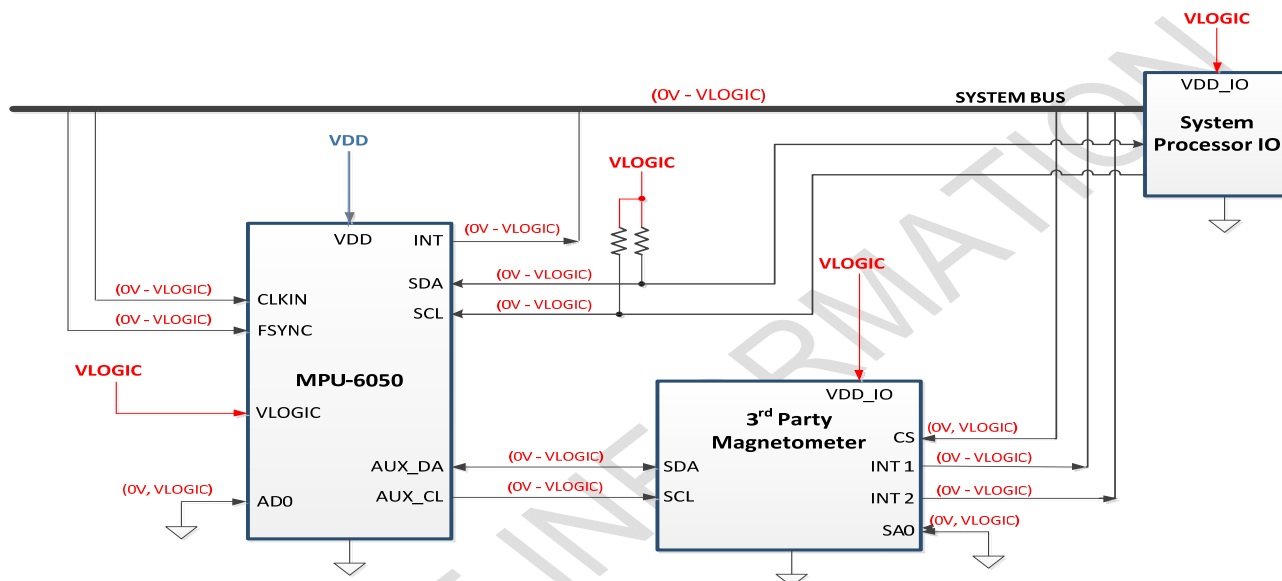 VLOGIC
VDD_IO
(0V - VLOGIC)
SYSTEM BUS
System
Processor IO
VDD
VLOGIC
VDD
INT
(0V - VLOGIC)
SDA
(0V - VLOGIC)
SCL
(0V - VLOGIC)
(0V - VLOGIC)
CLKIN
(0V - VLOGIC)
FSYNC
MPU-6050
VLOGIC
VLOGIC
VLOGIC
VDD_IO
3rd Party
Magnetometer
CS
(0V, VLOGIC)
AUX_DA
(0V - VLOGIC)
SDA
INT 1
(0V - VLOGIC)
AUX_CL
(0V - VLOGIC)
SCL
INT 2
(0V - VLOGIC)
(0V, VLOGIC)
AD0
SA0
(0V, VLOGIC)
INFORMATION